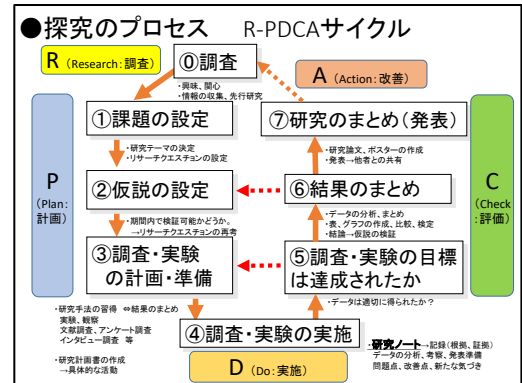 ●探究のプロセス R-PDCAサイクル
R (Research:調査)
⓪調査
・興味、関心
・情報の収集、先行研究
A (Action:改善)
P
(Plan:
計画)
①課題の設定
・研究テーマの決定
・リサーチクエスチョンの設定
②仮説の設定
・期間内で検証可能かどうか。
→リサーチクエスチョンの再考
③調査・実験
の計画・準備
・研究手法の習得 ⇔結果のまとめ
実験、観察
文献調査、アンケート調査
インタビュー調査 等
・研究計画書の作成
→具体的な活動
④調査・実験の実施
D (Do:実施)
・研究ノート→記録(根拠、証拠)
データの分析、考察、発表準備
問題点、改善点、新たな気づき
⑤調査・実験の目標
は達成されたか
・データは適切に得られたか?
⑥結果のまとめ
・データの分析、まとめ
・表、グラフの作成、比較、検定
・結論→仮説の検証
⑦研究のまとめ(発表)
・研究論文、ポスターの作成
・発表→他者との共有
C
(Check
:評価)